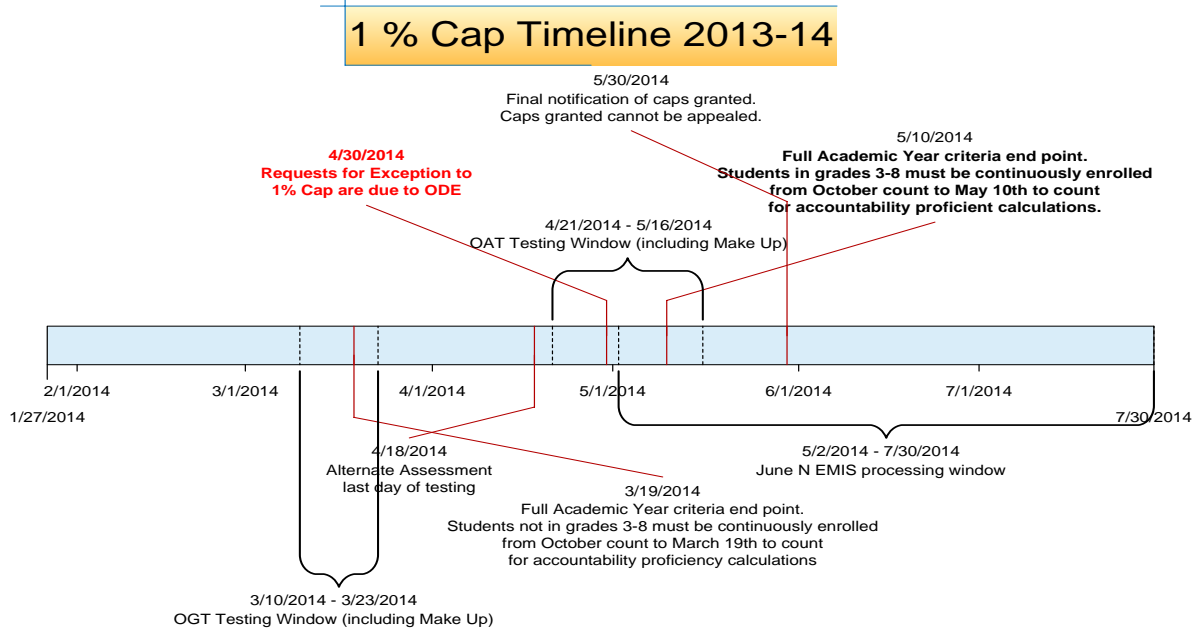 1 % Cap Timeline 2013-14
5/30/2014
Final notification of caps granted.
Caps granted cannot be appealed.
5/10/2014
Full Academic Year criteria end point.
Students in grades 3-8 must be continuously enrolled
from October count to May 10th to count
for accountability proficient calculations.
4/30/2014
Requests for Exception to
1% Cap are due to ODE
4/21/2014 - 5/16/2014
OAT Testing Window (including Make Up)
2/1/2014
3/1/2014
4/1/2014
5/1/2014
6/1/2014
7/1/2014
1/27/2014
7/30/2014
4/18/2014
Alternate Assessment
last day of testing
5/2/2014 - 7/30/2014
June N EMIS processing window
3/19/2014
Full Academic Year criteria end point.
Students not in grades 3-8 must be continuously enrolled
from October count to March 19th to count
for accountability proficiency calculations
3/10/2014 - 3/23/2014
OGT Testing Window (including Make Up)